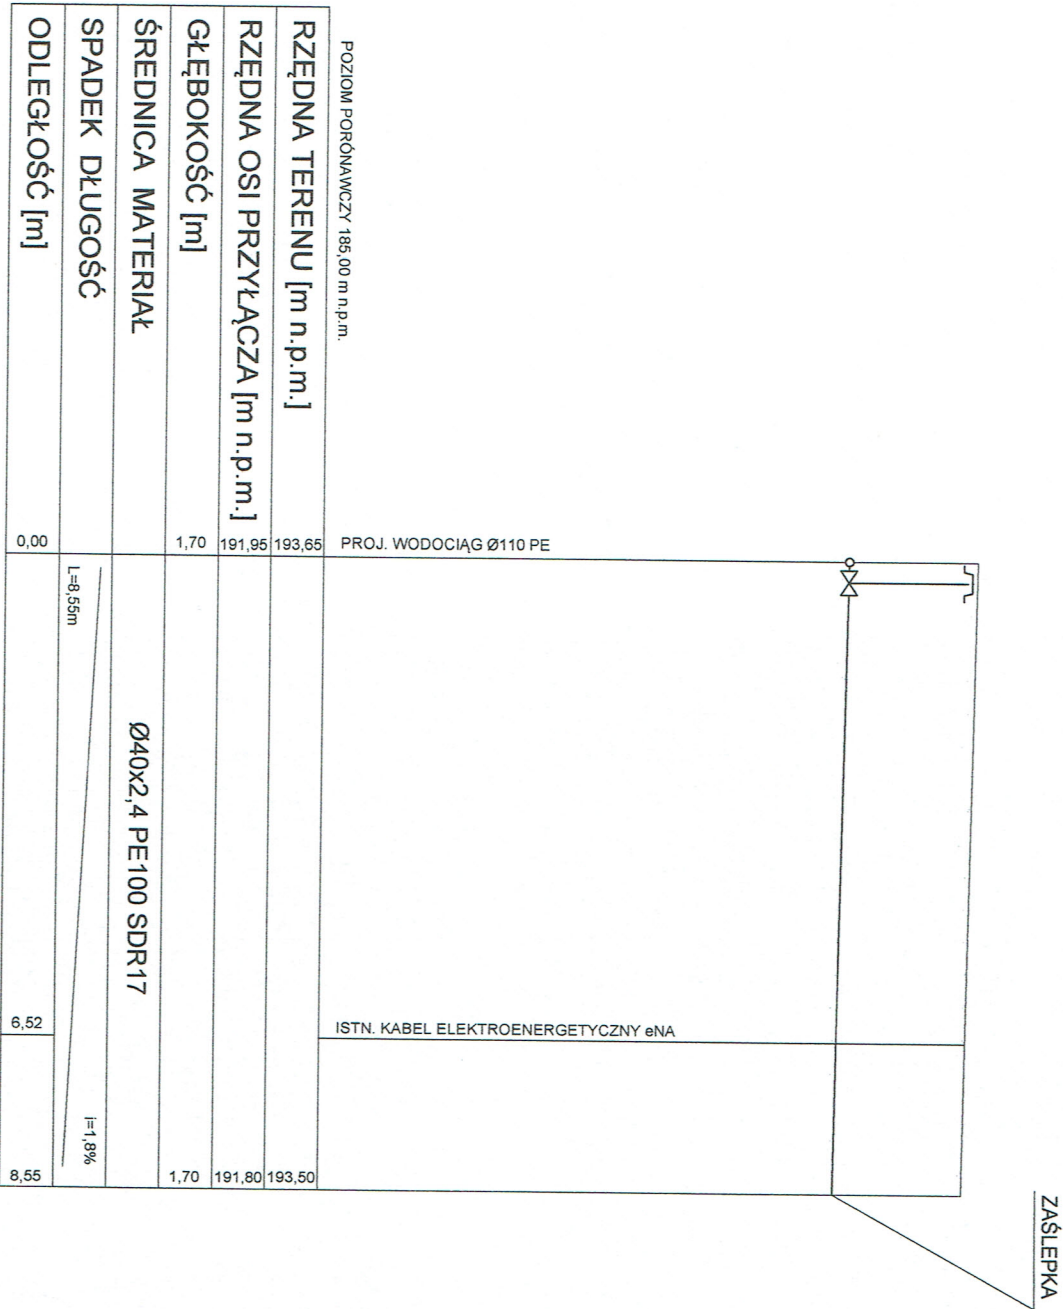 ZAŚLEPKA
PROJ. WODOCIĄG Ø110 PE
ISTN. KABEL ELEKTROENERGETYCZNY eNA
POZIOM PORÓNAWCZY 185,00 m n.p.m.
RZĘDNA TERENU [m n.p.m.] 193,65 193,50
RZĘDNA OSI PRZYŁĄCZA [m n.p.m.] 191,95 191,80
GŁĘBOKOŚĆ [m] 1,70 1,70
ŚREDNICA MATERIAŁ Ø40x2,4 PE100 SDR17
SPADEK DŁUGOŚĆ L=8,55m i=1,8%
ODLEGŁOŚĆ [m] 0,00 6,52 8,55